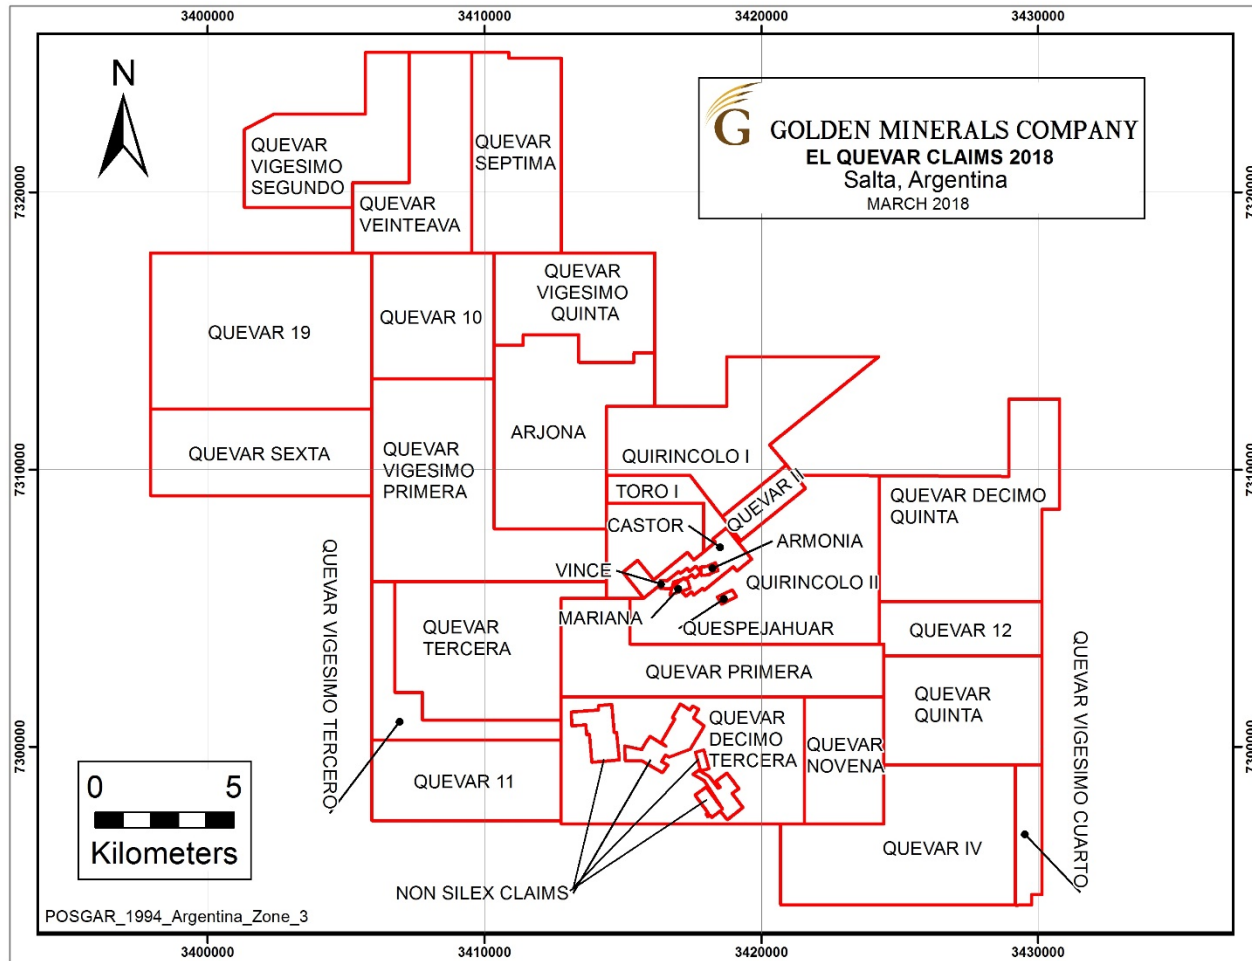 3400000
3410000
3420000
3430000
N
G GOLDEN MINERALS COMPANY
EL QUEVAR CLAIMS 2018
Salta, Argentina
MARCH 2018
7320000
7320000
QUEVAR
VIGESIMO
SEGUNDO
QUEVAR
SEPTIMA
QUEVAR
VEINTEAVA
QUEVAR
VIGESIMO
QUINTA
QUEVAR 19
QUEVAR 10
ARJONA
QUEVAR SEXTA
QUEVAR
VIGESIMO
PRIMERA
QUIRINCOLO I
7310000
7310000
TORO I
QUEVAR II
QUEVAR DECIMO
QUINTA
CASTOR
ARMONIA
VINCE
QUIRINCOLO II
MARIANA
QUESPEJAHUAR
QUEVAR 12
QUEVAR
TERCERA
QUEVAR VIGESIMO TERCERO
QUEVAR PRIMERA
QUEVAR
QUINTA
QUEVAR VIGESIMO CUARTO
QUEVAR
DECIMO
TERCERA
QUEVAR
NOVENA
7300000
7300000
QUEVAR 11
QUEVAR IV
NON SILEX CLAIMS
0 5
Kilometers
POSGAR_1994_Argentina_Zone_3
3400000
3410000
3420000
3430000